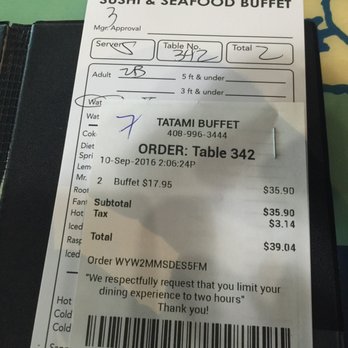 SUSHI & SEAFOOD BUFFET
3
Mgr. Approval
Server 5 Table No. 342 Total 2
Adult 2B 5 ft & under
3 ft & under
Wat
Wat
Coke
Diet
Spri
Lem
Mr.
Root
Fant
Iced
Rasp
Iced
Hot
Cold
Cold
7
TATAMI BUFFET
408-996-3444
ORDER: Table 342
10-Sep-2016 2:06:24P
2 Buffet $17.95 $35.90
Subtotal $35.90
Tax $3.14
Total $39.04
Order WYW2MMSDES5FM
"We respectfully request that you limit your
dining experience to two hours"
Thank you!